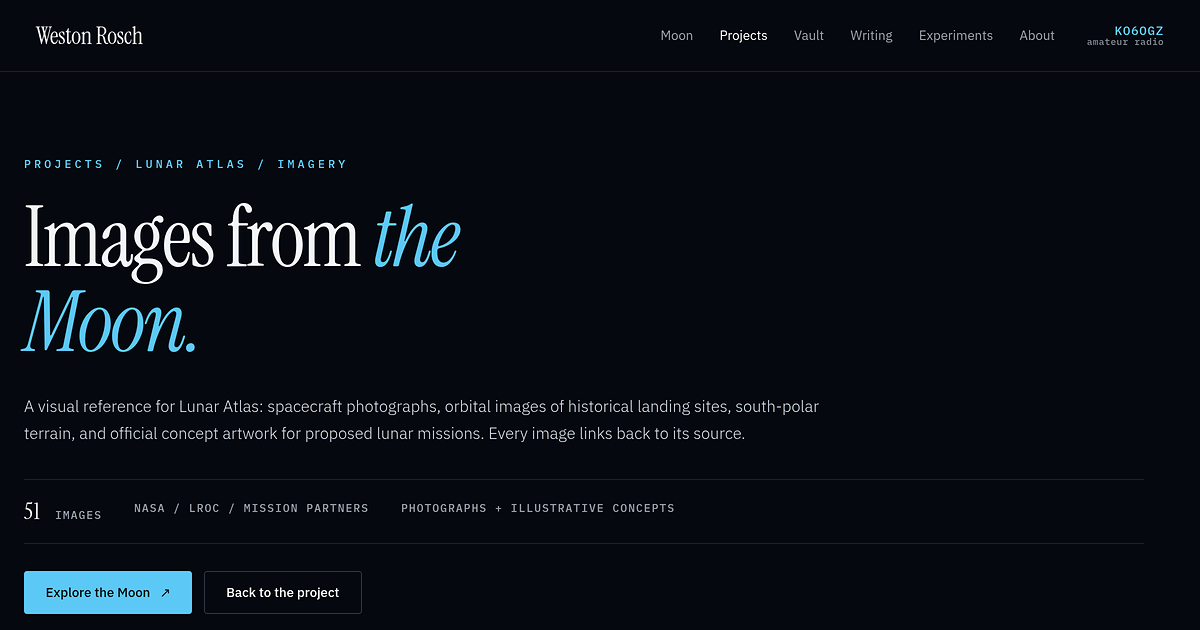 Weston Rosch
Moon Projects Vault Writing Experiments About
KO6OGZ
amateur radio
PROJECTS / LUNAR ATLAS / IMAGERY
Images from the
Moon.
A visual reference for Lunar Atlas: spacecraft photographs, orbital images of historical landing sites, south-polar
terrain, and official concept artwork for proposed lunar missions. Every image links back to its source.
51 IMAGES NASA / LROC / MISSION PARTNERS PHOTOGRAPHS + ILLUSTRATIVE CONCEPTS
Explore the Moon ↗ Back to the project